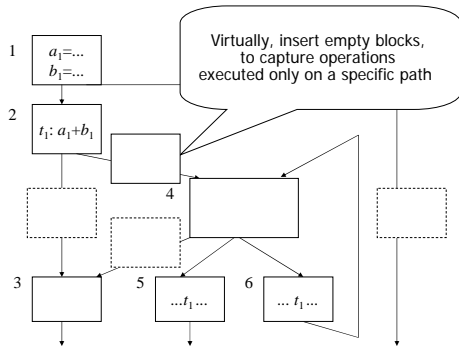 Virtually, insert empty blocks,
to capture operations
executed only on a specific path
1
a1=...
b1=...
2
t1: a1+b1
4
3
5
...t1...
6
... t1...